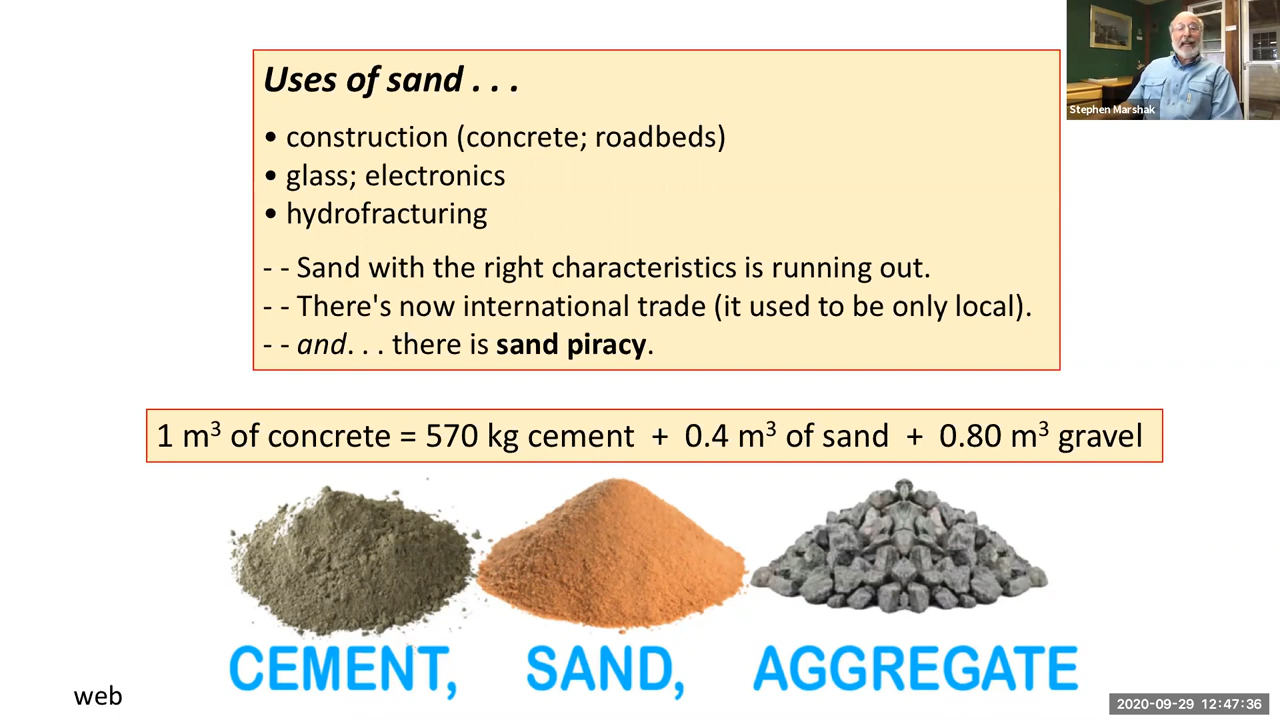 Uses of sand . . .
• construction (concrete; roadbeds)
• glass; electronics
• hydrofracturing
- - Sand with the right characteristics is running out.
- - There's now international trade (it used to be only local).
- - and. . . there is sand piracy.
Stephen Marshak
1 m³ of concrete = 570 kg cement + 0.4 m³ of sand + 0.80 m³ gravel
CEMENT, SAND, AGGREGATE
web
2020-09-29 12:47:36